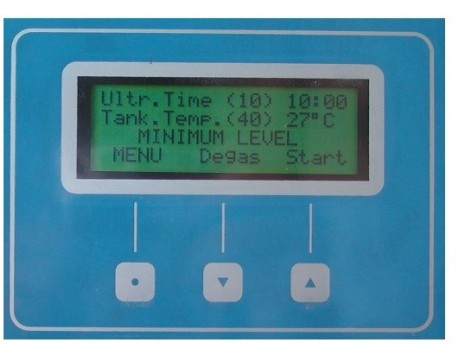 Ultr.Time (10) 10:00
Tank.Temp.(40) 27°C
MINIMUM LEVEL
MENU Degas Start